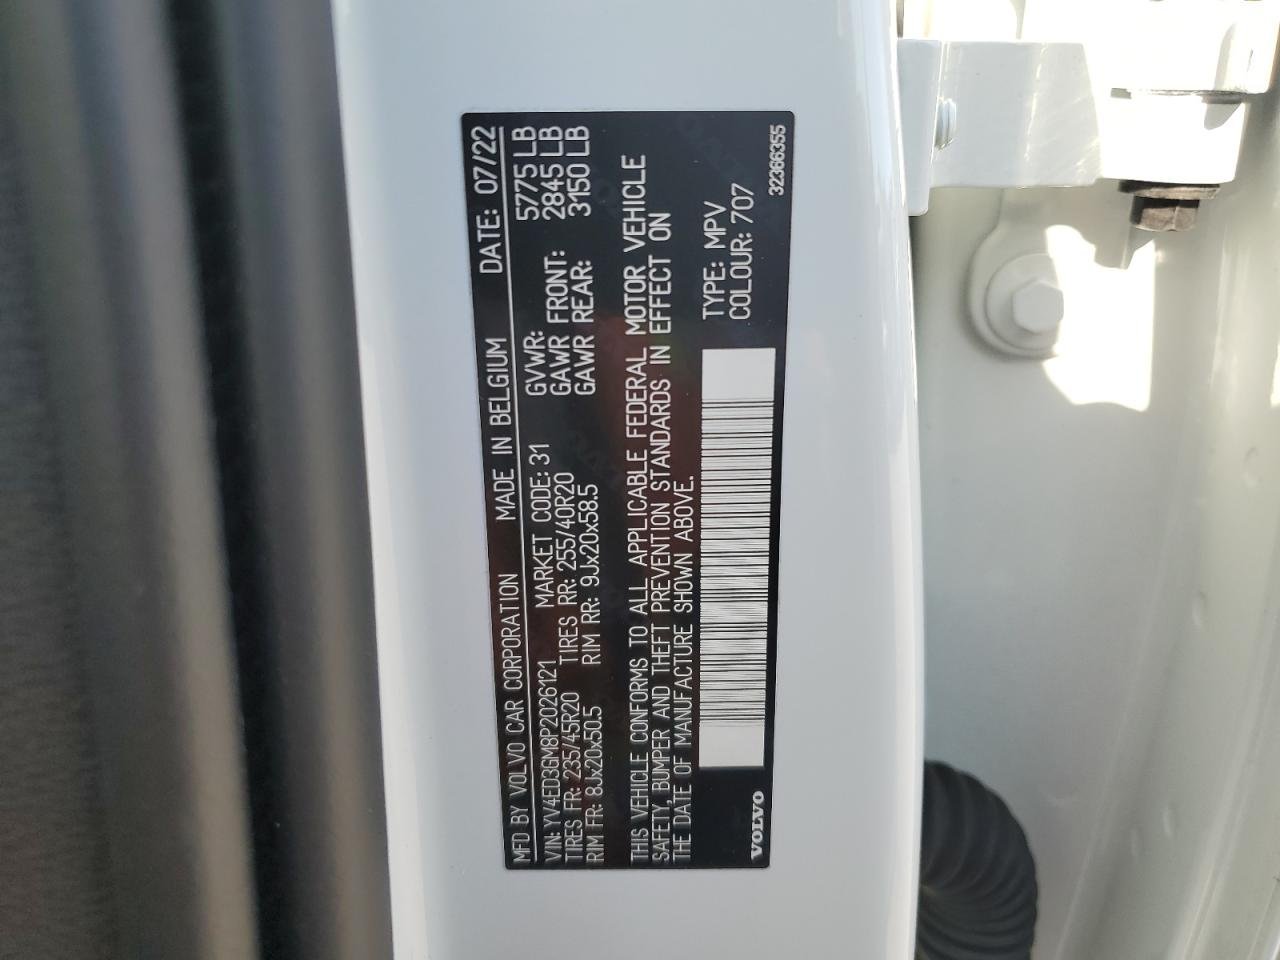 MFD BY VOLVO CAR CORPORATION MADE IN BELGIUM DATE: 07/22
VIN: YV4ED3GM8P2026121 MARKET CODE: 31 GVWR: 5775 LB
TIRES FR: 235/45R20 TIRES RR: 255/40R20 GAWR FRONT: 2845 LB
RIM FR: 8Jx20x50.5 RIM RR: 9Jx20x58.5 GAWR REAR: 3150 LB
THIS VEHICLE CONFORMS TO ALL APPLICABLE FEDERAL MOTOR VEHICLE
SAFETY, BUMPER AND THEFT PREVENTION STANDARDS IN EFFECT ON
THE DATE OF MANUFACTURE SHOWN ABOVE.
TYPE: MPV
COLOUR: 707
VOLVO
32366355